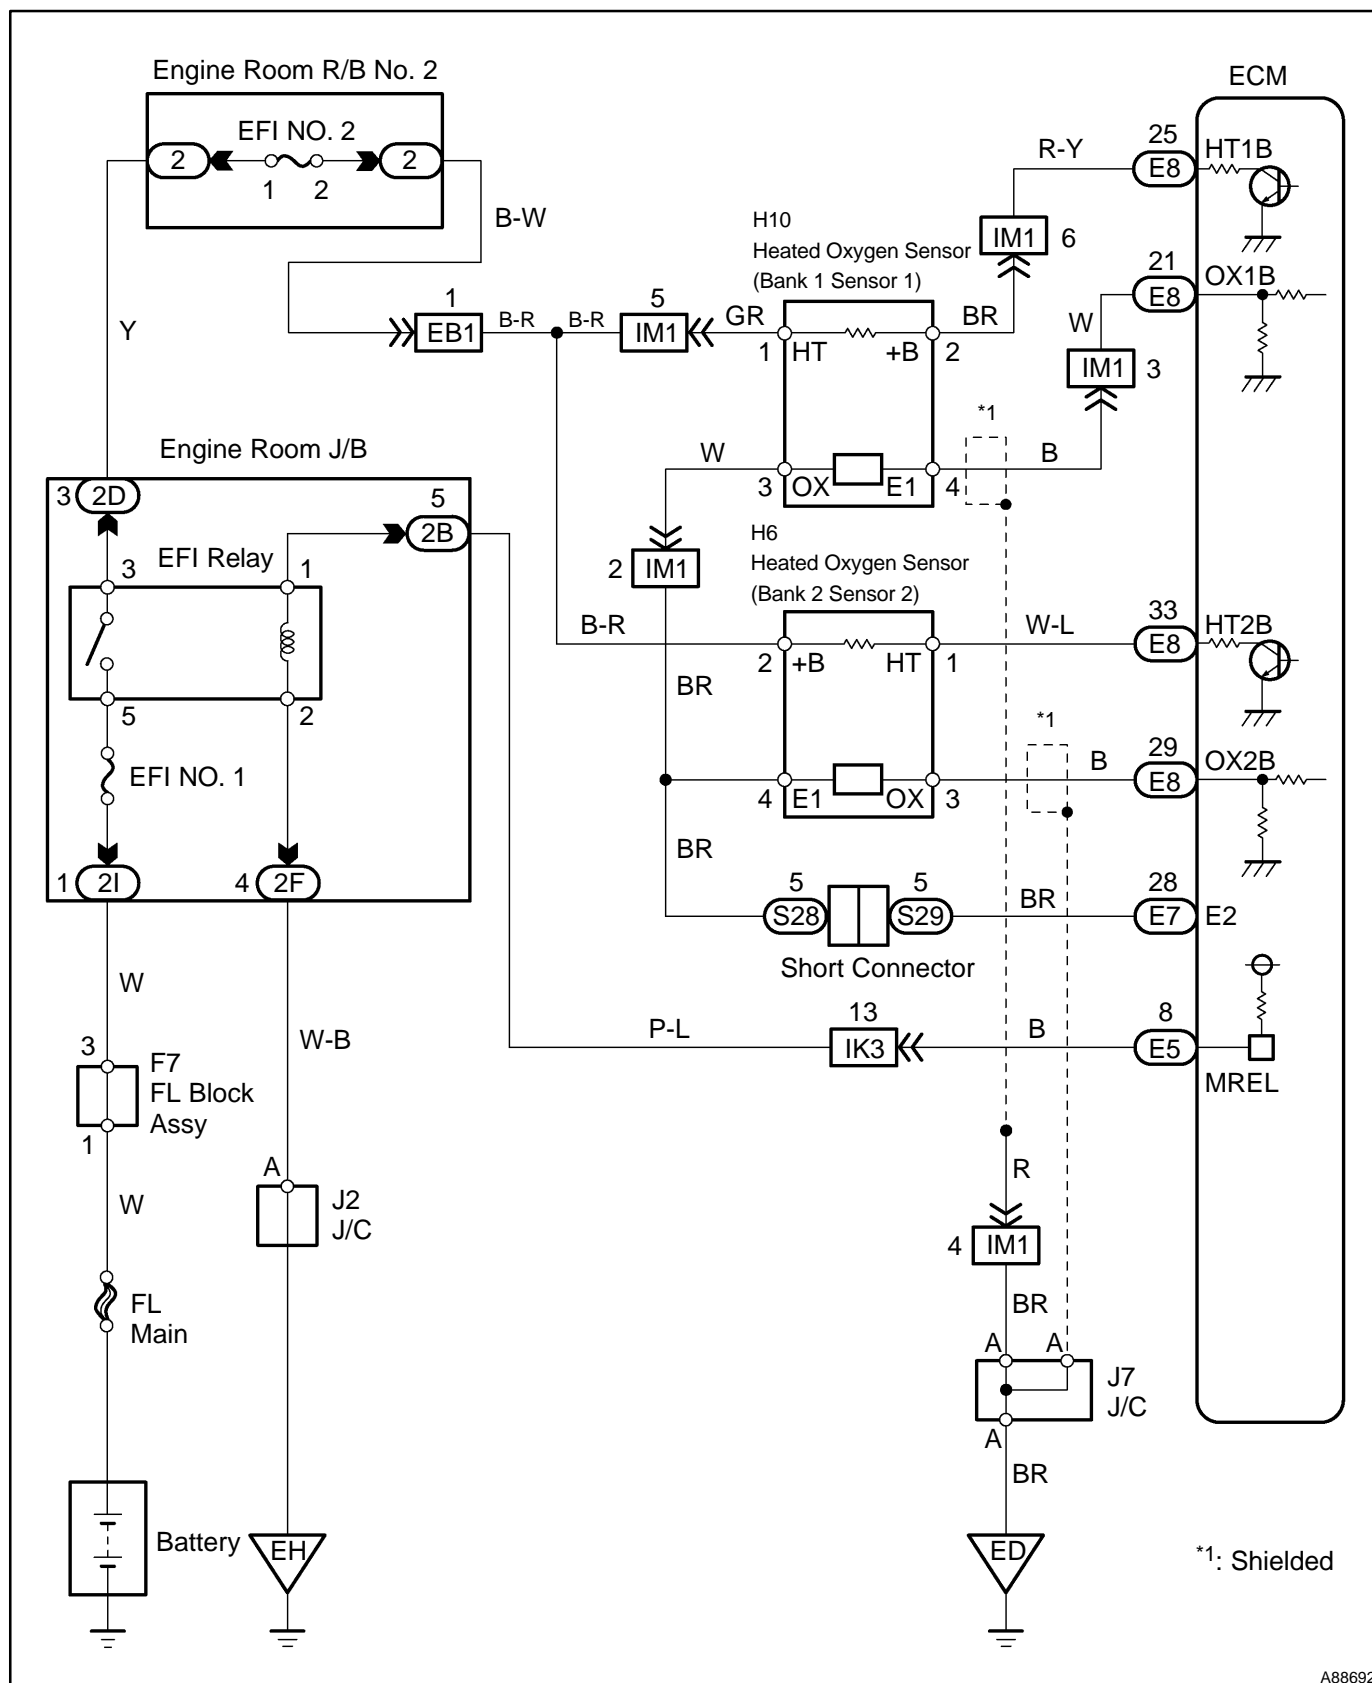 Engine Room R/B No. 2
EFI NO. 2
2
2
1
2
B-W
Y
ECM
25
R-Y
E8
HT1B
H10
Heated Oxygen Sensor
(Bank 1 Sensor 1)
IM1
6
21
E8
OX1B
1
EB1
B-R
B-R
5
IM1
GR
1
HT
+B
2
BR
W
IM1
3
*1
W
3
OX
E1
4
B
Engine Room J/B
3
2D
5
2B
EFI Relay
3
1
5
2
EFI NO. 1
1
2I
4
2F
2
IM1
H6
Heated Oxygen Sensor
(Bank 2 Sensor 2)
B-R
2
+B
HT
1
W-L
33
E8
HT2B
BR
*1
4
E1
OX
3
B
29
E8
OX2B
BR
5
S28
5
S29
BR
28
E7
E2
Short Connector
P-L
13
IK3
B
8
E5
MREL
W
W-B
3
F7
FL Block
Assy
1
W
A
J2
J/C
FL
Main
R
4
IM1
BR
A
A
J7
J/C
A
BR
Battery
EH
ED
*1: Shielded
A88692